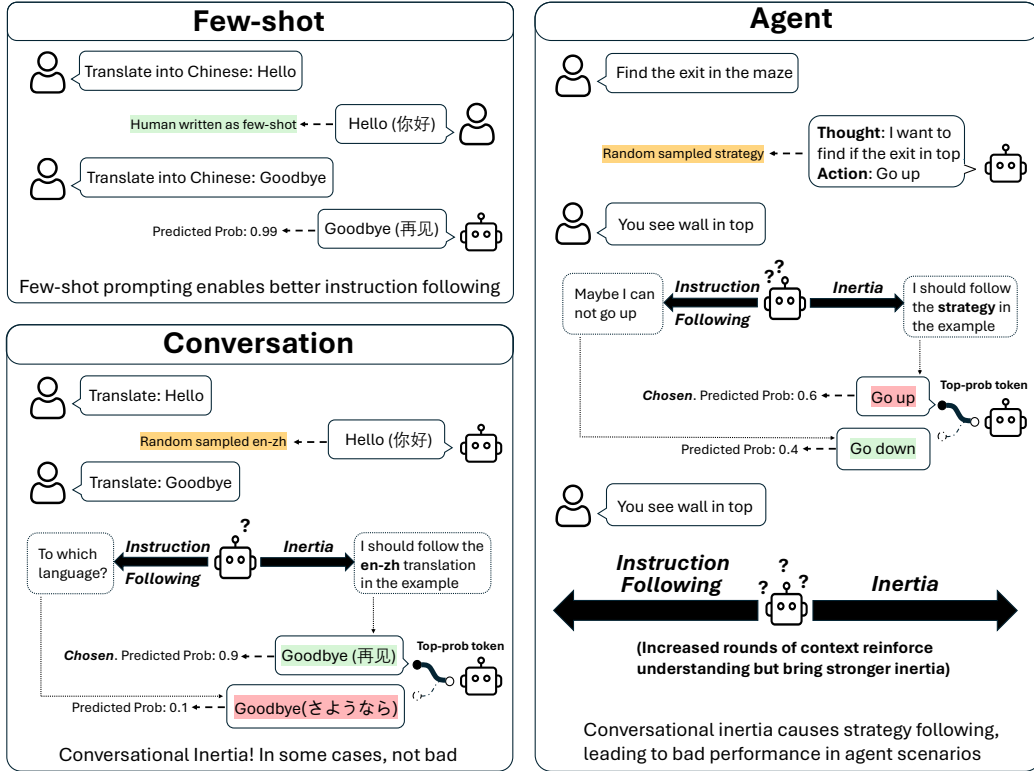 Few-shot
Translate into Chinese: Hello
Human written as few-shot
Hello (你好)
Translate into Chinese: Goodbye
Predicted Prob: 0.99
Goodbye (再见)
Few-shot prompting enables better instruction following
Conversation
Translate: Hello
Random sampled en-zh
Hello (你好)
Translate: Goodbye
?
To which
language?
Instruction
Following
Inertia
I should follow the
en-zh translation
in the example
Chosen. Predicted Prob: 0.9
Goodbye (再见)
Top-prob token
Predicted Prob: 0.1
Goodbye(さようなら)
Conversational Inertia! In some cases, not bad
Agent
Find the exit in the maze
Random sampled strategy
Thought: I want to
find if the exit in top
Action: Go up
You see wall in top
? ? ?
Maybe I can
not go up
Instruction
Following
Inertia
I should follow
the strategy in
the example
Chosen. Predicted Prob: 0.6
Go up
Top-prob token
Predicted Prob: 0.4
Go down
You see wall in top
Instruction
Following
? ? ?
Inertia
(Increased rounds of context reinforce
understanding but bring stronger inertia)
Conversational inertia causes strategy following,
leading to bad performance in agent scenarios